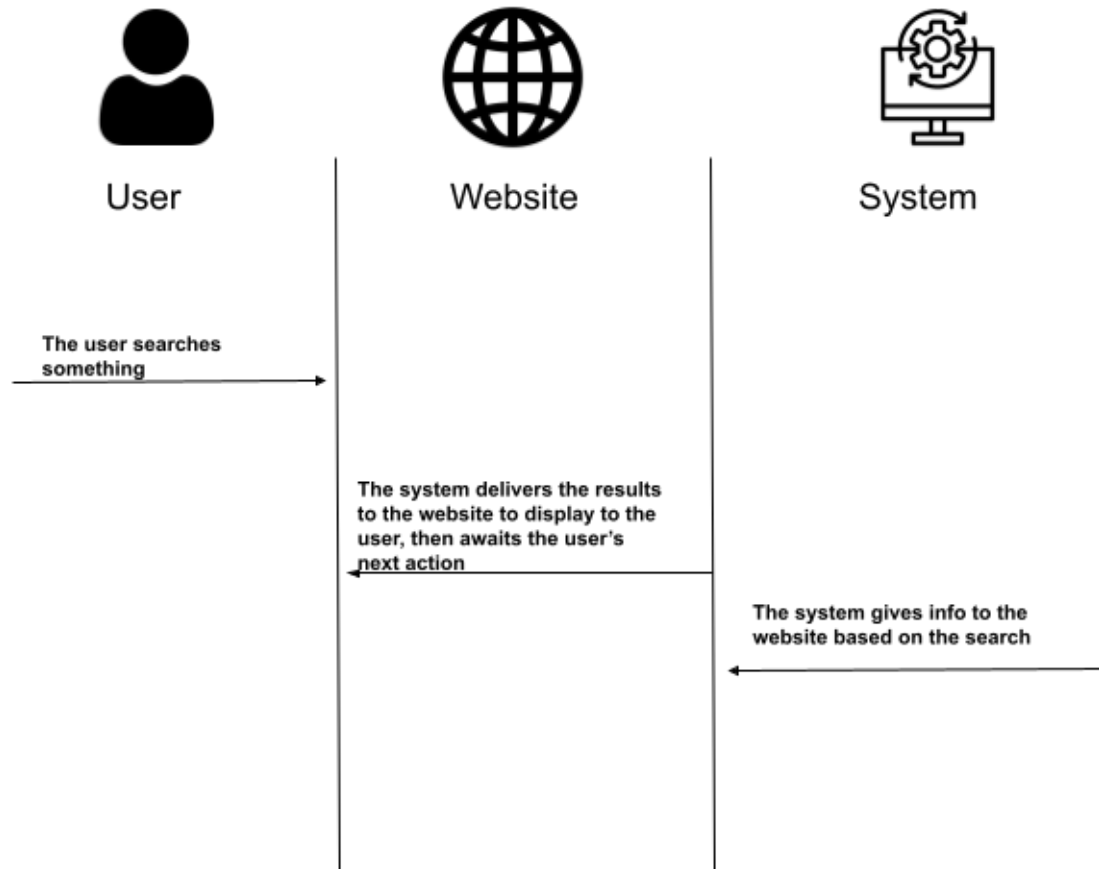 User
Website
System
The user searches
something
The system delivers the results
to the website to display to the
user, then awaits the user’s
next action
The system gives info to the
website based on the search